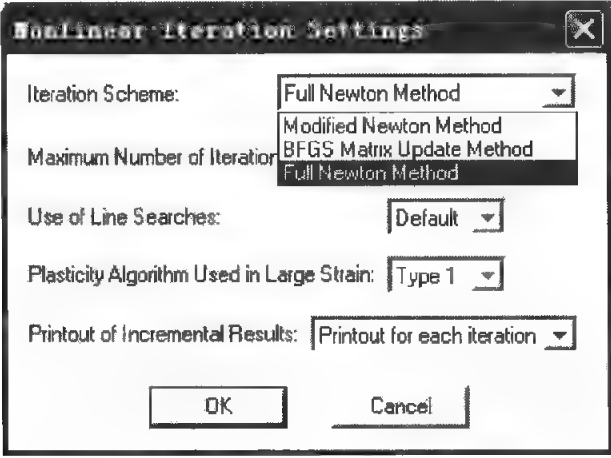 Nonlinear Iteration Settings
Iteration Scheme: Full Newton Method
Modified Newton Method
Maximum Number of Iteration BFGS Matrix Update Method
Full Newton Method
Use of Line Searches: Default
Plasticity Algorithm Used in Large Strain: Type 1
Printout of Incremental Results: Printout for each iteration
OK Cancel